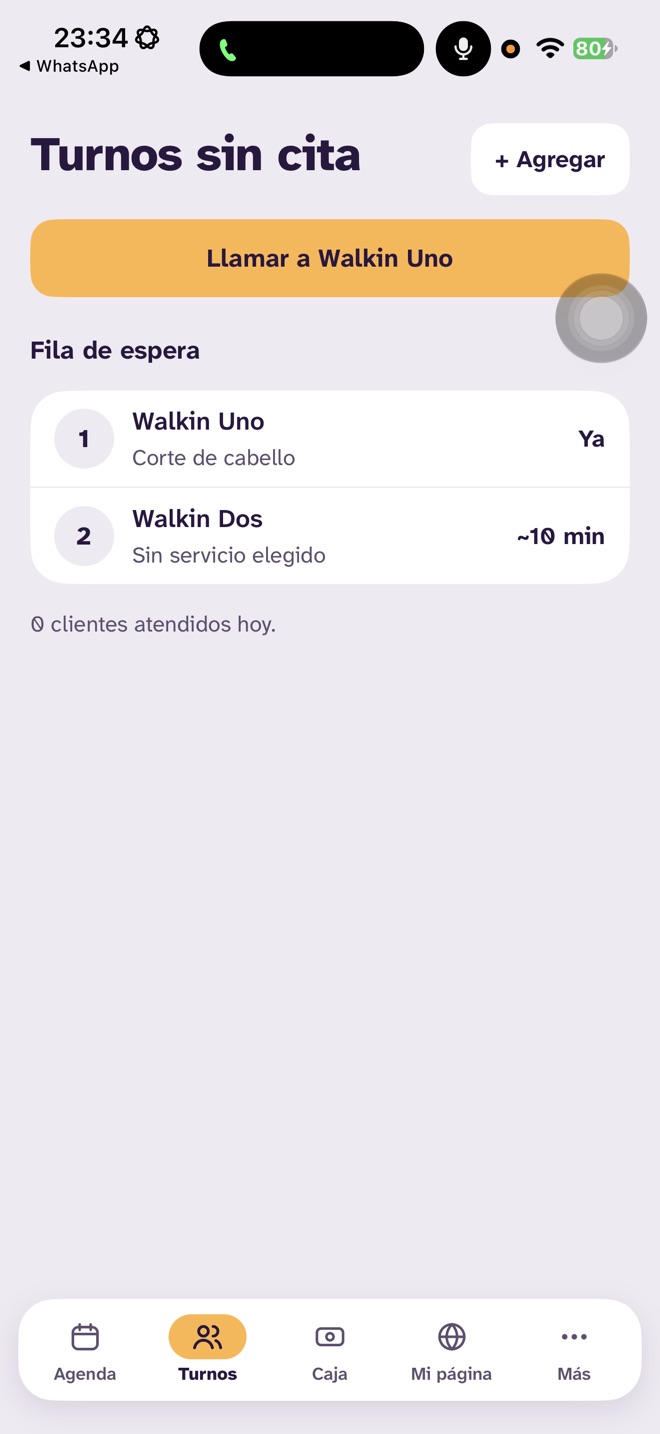 23:34
◀ WhatsApp
80
Turnos sin cita
+ Agregar
Llamar a Walkin Uno
Fila de espera
1
Walkin Uno
Corte de cabello
Ya
2
Walkin Dos
Sin servicio elegido
~10 min
0 clientes atendidos hoy.
Agenda
Turnos
Caja
Mi página
Más